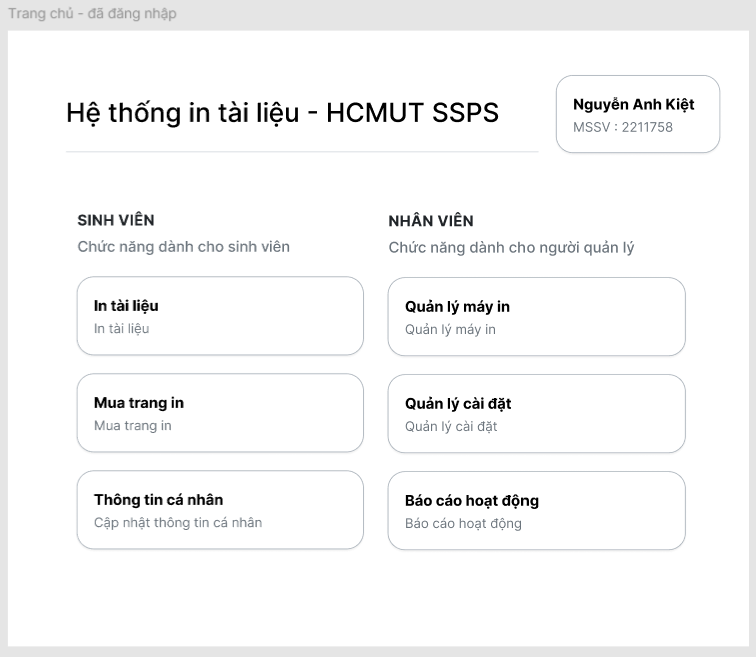 Trang chủ - đã đăng nhập
Hệ thống in tài liệu - HCMUT SSPS
Nguyễn Anh Kiệt
MSSV : 2211758
SINH VIÊN
Chức năng dành cho sinh viên
In tài liệu
In tài liệu
Mua trang in
Mua trang in
Thông tin cá nhân
Cập nhật thông tin cá nhân
NHÂN VIÊN
Chức năng dành cho người quản lý
Quản lý máy in
Quản lý máy in
Quản lý cài đặt
Quản lý cài đặt
Báo cáo hoạt động
Báo cáo hoạt động